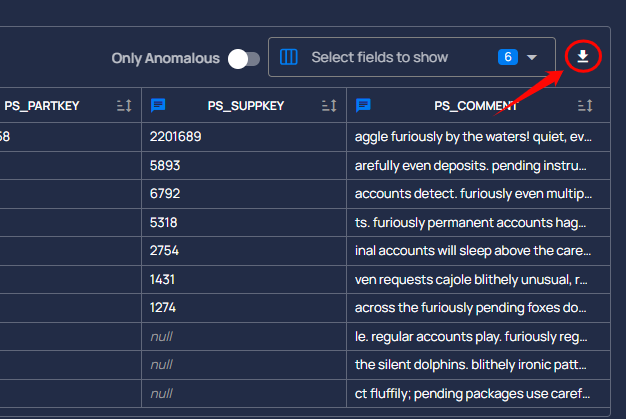 Only Anomalous Select fields to show 6
PS_PARTKEY PS_SUPPKEY PS_COMMENT
58 2201689 aggle furiously by the waters! quiet, ev...
5893 arefully even deposits. pending instru...
6792 accounts detect. furiously even multip...
5318 ts. furiously permanent accounts hag...
2754 inal accounts will sleep above the care...
1431 ven requests cajole blithely unusual, r...
1274 across the furiously pending foxes do...
null le. regular accounts play. furiously reg...
null the silent dolphins. blithely ironic patt...
null ct fluffily; pending packages use caref...